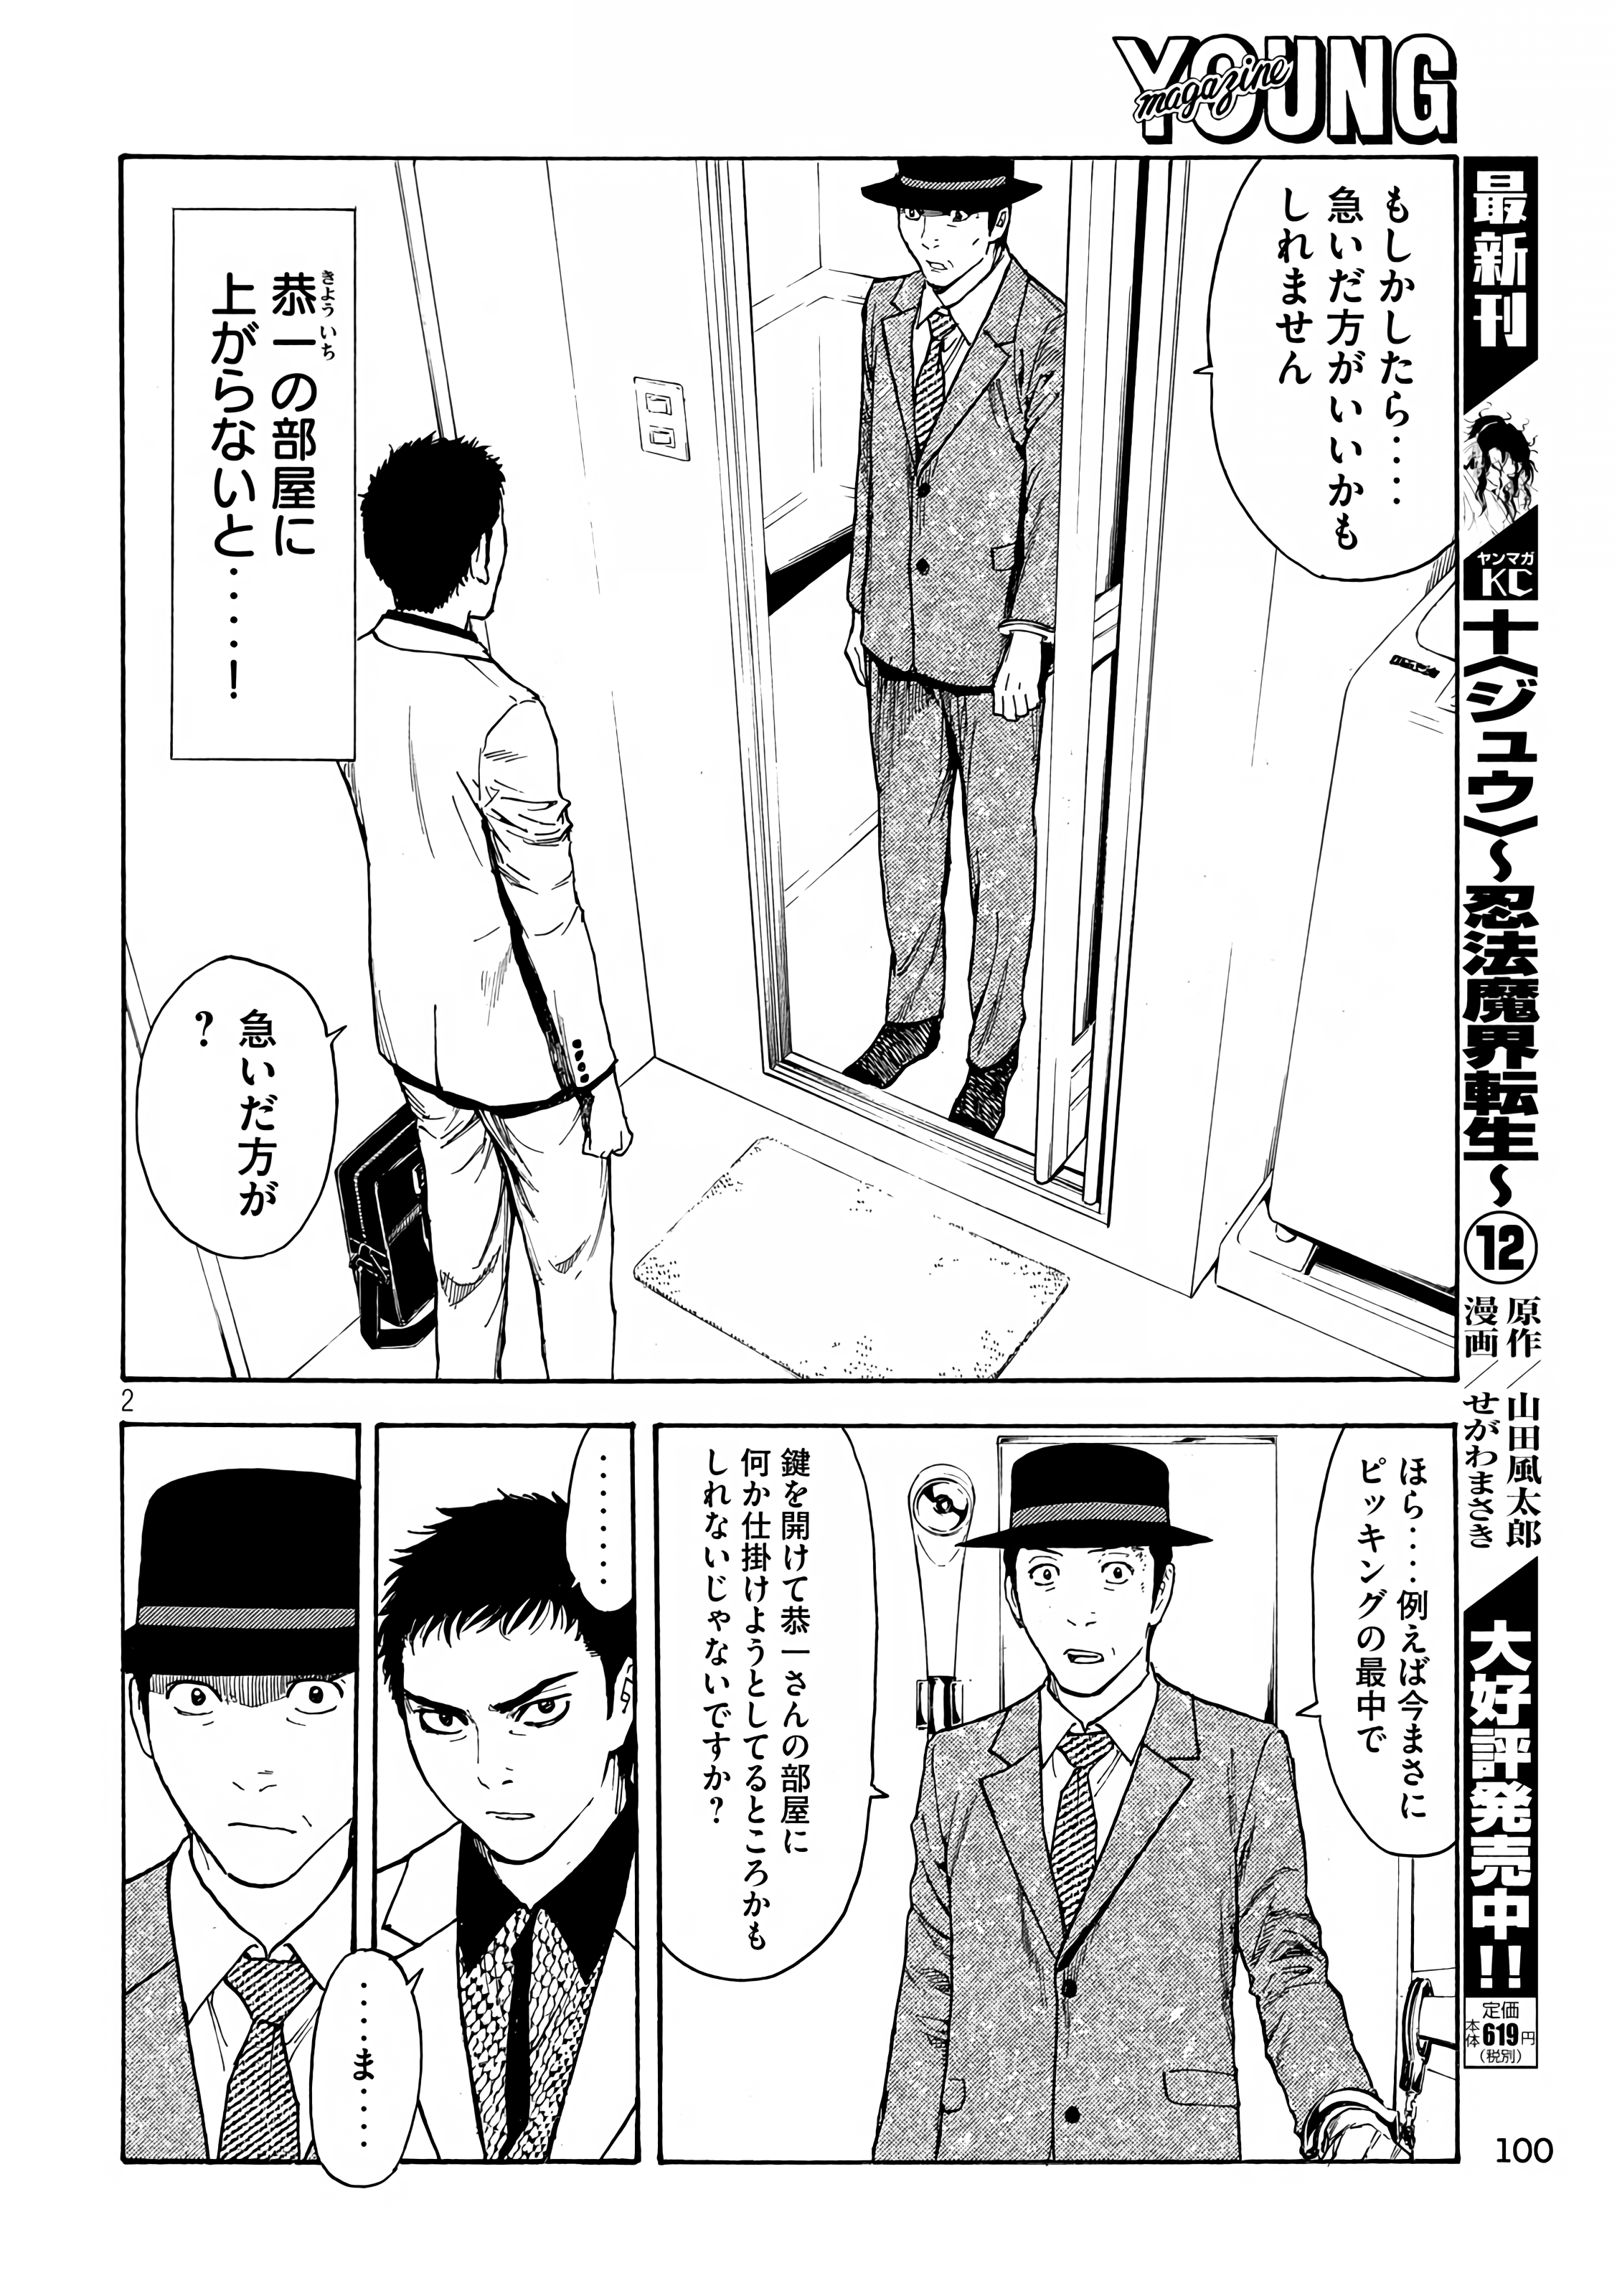 YOUNG
magazine
もしかしたら‥‥
急いだ方がいいかも
しれません
恭一の部屋に
きょういち
上がらないと‥‥!
急いだ方が
?
2
ほら‥‥例えば今まさに
ピッキングの最中で
鍵を開けて恭一さんの部屋に
何か仕掛けようとしてるところかも
しれないじゃないですか?
‥‥‥‥
‥‥ま‥‥
最新刊
ヤンマガ
KC
十〈ジュウ〉～忍法魔界転生～⑫
原作/山田風太郎
漫画/せがわまさき
大好評発売中!!
定価
本体619円
(税別)
100